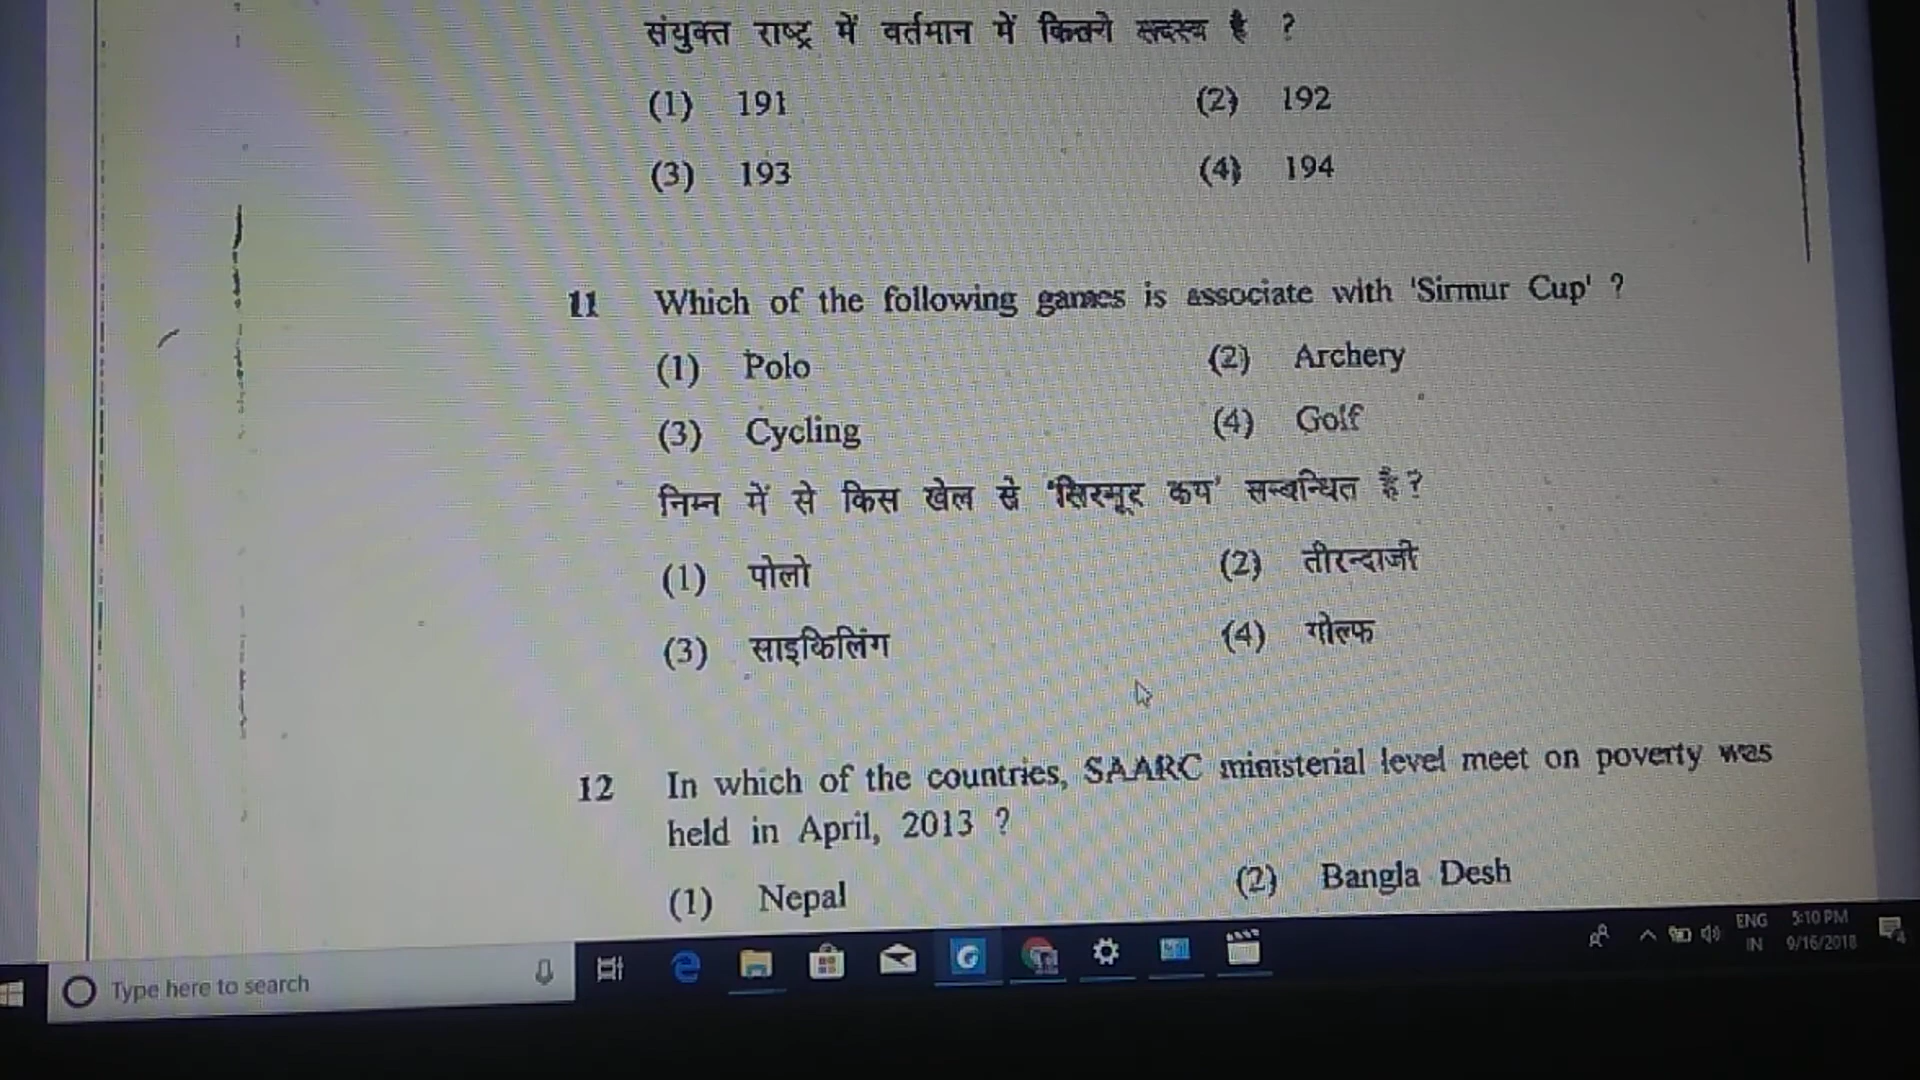 संयुक्त राष्ट्र में वर्तमान में कितने सदस्य है ?
(1) 191 (2) 192
(3) 193 (4) 194
11 Which of the following games is associate with 'Sirmur Cup' ?
(1) Polo (2) Archery
(3) Cycling (4) Golf
निम्न में से किस खेल से 'सिरमूर कप' सम्बन्धित है ?
(1) पोलो (2) तीरन्दाजी
(3) साइकिलिंग (4) गोल्फ
12 In which of the countries, SAARC ministerial level meet on poverty was
held in April, 2013 ?
(1) Nepal (2) Bangla Desh
Type here to search
ENG 5:10 PM
IN 9/16/2018